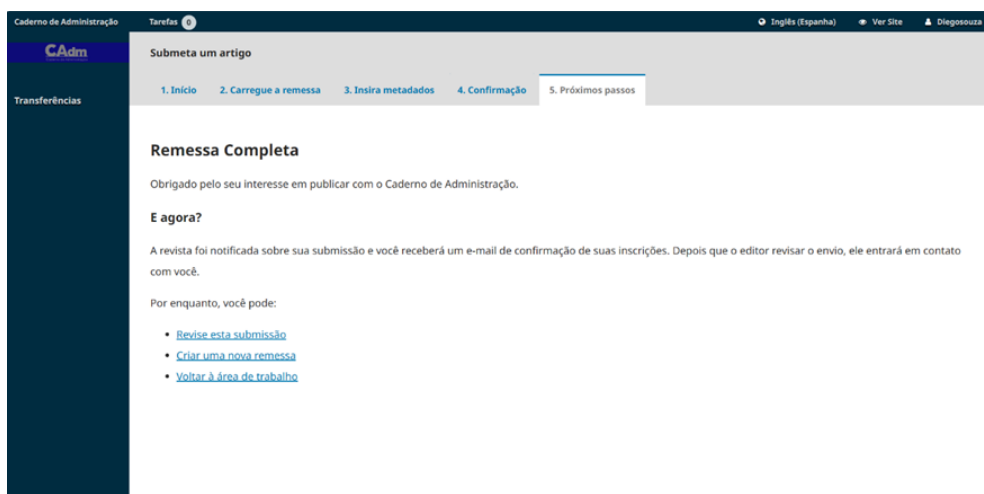 Caderno de Administração
Tarefas 0
Inglês (Espanha)
Ver Site
Diegosouza
CAdm
Submeta um artigo
Transferências
1. Início
2. Carregue a remessa
3. Insira metadados
4. Confirmação
5. Próximos passos
Remessa Completa
Obrigado pelo seu interesse em publicar com o Caderno de Administração.
E agora?
A revista foi notificada sobre sua submissão e você receberá um e-mail de confirmação de suas inscrições. Depois que o editor revisar o envio, ele entrará em contato
com você.
Por enquanto, você pode:
Revise esta submissão
Criar uma nova remessa
Voltar à área de trabalho